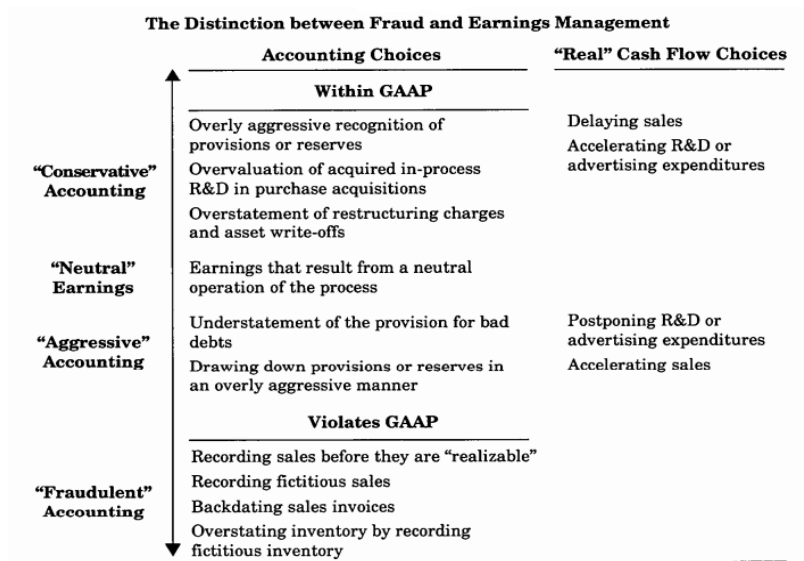 The Distinction between Fraud and Earnings Management
Accounting Choices
“Real” Cash Flow Choices
Within GAAP
“Conservative”
Accounting
Overly aggressive recognition of
provisions or reserves
Overvaluation of acquired in-process
R&D in purchase acquisitions
Overstatement of restructuring charges
and asset write-offs
Delaying sales
Accelerating R&D or
advertising expenditures
“Neutral”
Earnings
Earnings that result from a neutral
operation of the process
“Aggressive”
Accounting
Understatement of the provision for bad
debts
Drawing down provisions or reserves in
an overly aggressive manner
Postponing R&D or
advertising expenditures
Accelerating sales
Violates GAAP
“Fraudulent”
Accounting
Recording sales before they are “realizable”
Recording fictitious sales
Backdating sales invoices
Overstating inventory by recording
fictitious inventory